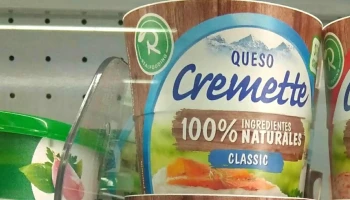 QUESO
Cremette
100% INGREDIENTES
NATURALES
CLASSIC